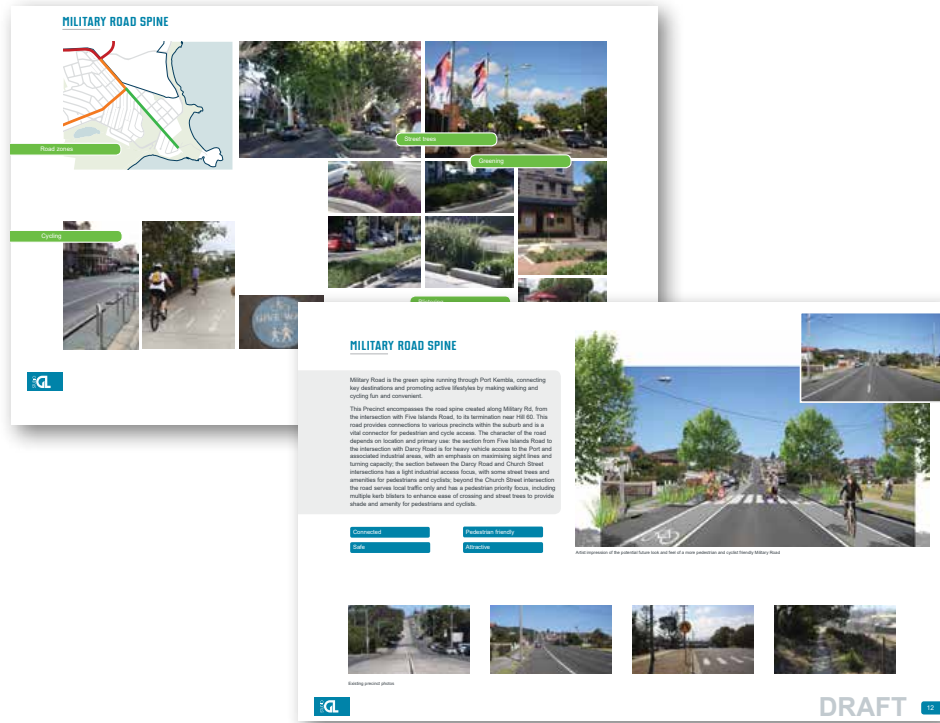 MILITARY ROAD SPINE
Road zones
Street trees
Greening
Cycling
GIVE WA
GL
MILITARY ROAD SPINE
Military Road is the green spine running through Port Kembla, connecting
key destinations and promoting active lifestyles by making walking and
cycling fun and convenient.
This Precinct encompasses the road spine created along Military Rd, from
the intersection with Five Islands Road, to its termination near Hill 60. This
road provides connections to various precincts within the suburb and is a
vital connector for pedestrian and cycle access. The character of the road
depends on location and primary use: the section from Five Islands Road to
the intersection with Darcy Road is for heavy vehicle access to the Port and
associated industrial areas, with an emphasis on maximising sight lines and
turning capacity; the section between the Darcy Road and Church Street
intersections has a light industrial access focus, with some street trees and
amenities for pedestrians and cyclists; beyond the Church Street intersection
the road serves local traffic only and has a pedestrian priority focus, including
multiple kerb blisters to enhance ease of crossing and street trees to provide
shade and amenity for pedestrians and cyclists.
Connected
Pedestrian friendly
Safe
Attractive
Artist impression of the potential future look and feel of a more pedestrian and cyclist friendly Military Road
Existing precinct photos
GL
DRAFT
12